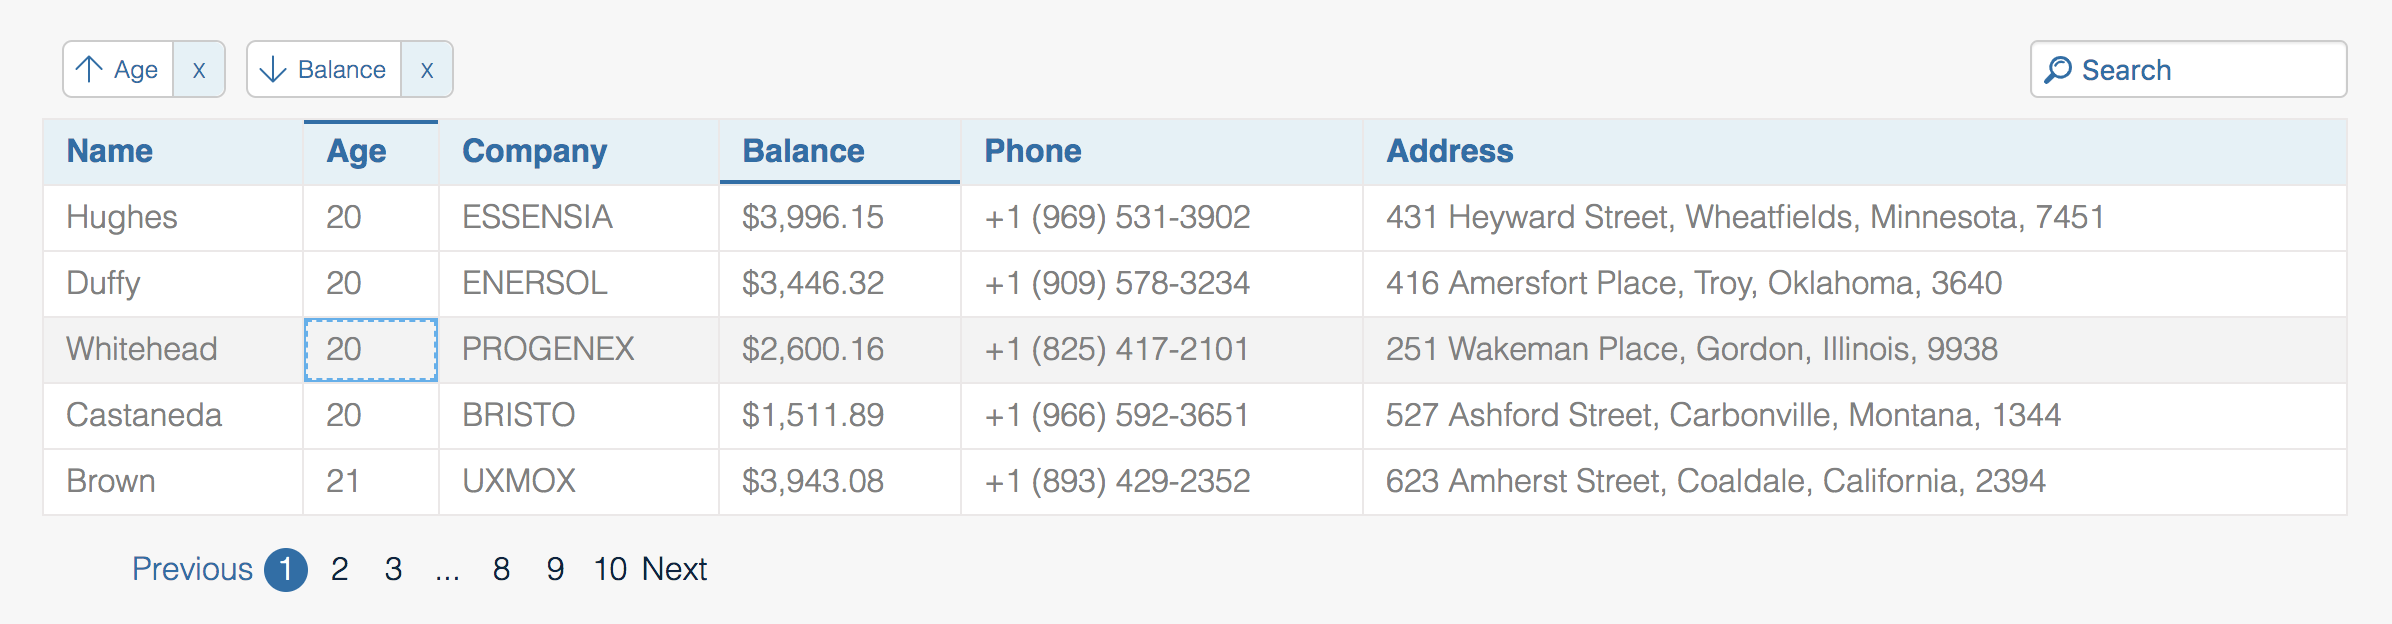 Age x Balance x Search
Name Age Company Balance Phone Address
Hughes 20 ESSENSIA $3,996.15 +1 (969) 531-3902 431 Heyward Street, Wheatfields, Minnesota, 7451
Duffy 20 ENERSOL $3,446.32 +1 (909) 578-3234 416 Amersfort Place, Troy, Oklahoma, 3640
Whitehead 20 PROGENEX $2,600.16 +1 (825) 417-2101 251 Wakeman Place, Gordon, Illinois, 9938
Castaneda 20 BRISTO $1,511.89 +1 (966) 592-3651 527 Ashford Street, Carbonville, Montana, 1344
Brown 21 UXMOX $3,943.08 +1 (893) 429-2352 623 Amherst Street, Coaldale, California, 2394
Previous 1 2 3 ... 8 9 10 Next